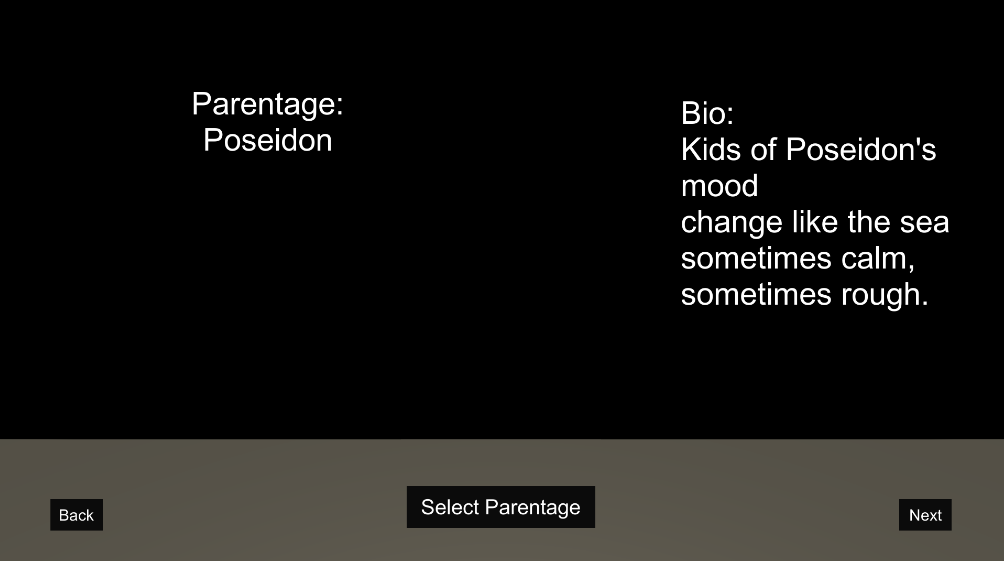 Parentage:
Poseidon
Bio:
Kids of Poseidon's
mood
change like the sea
sometimes calm,
sometimes rough.
Back
Select Parentage
Next